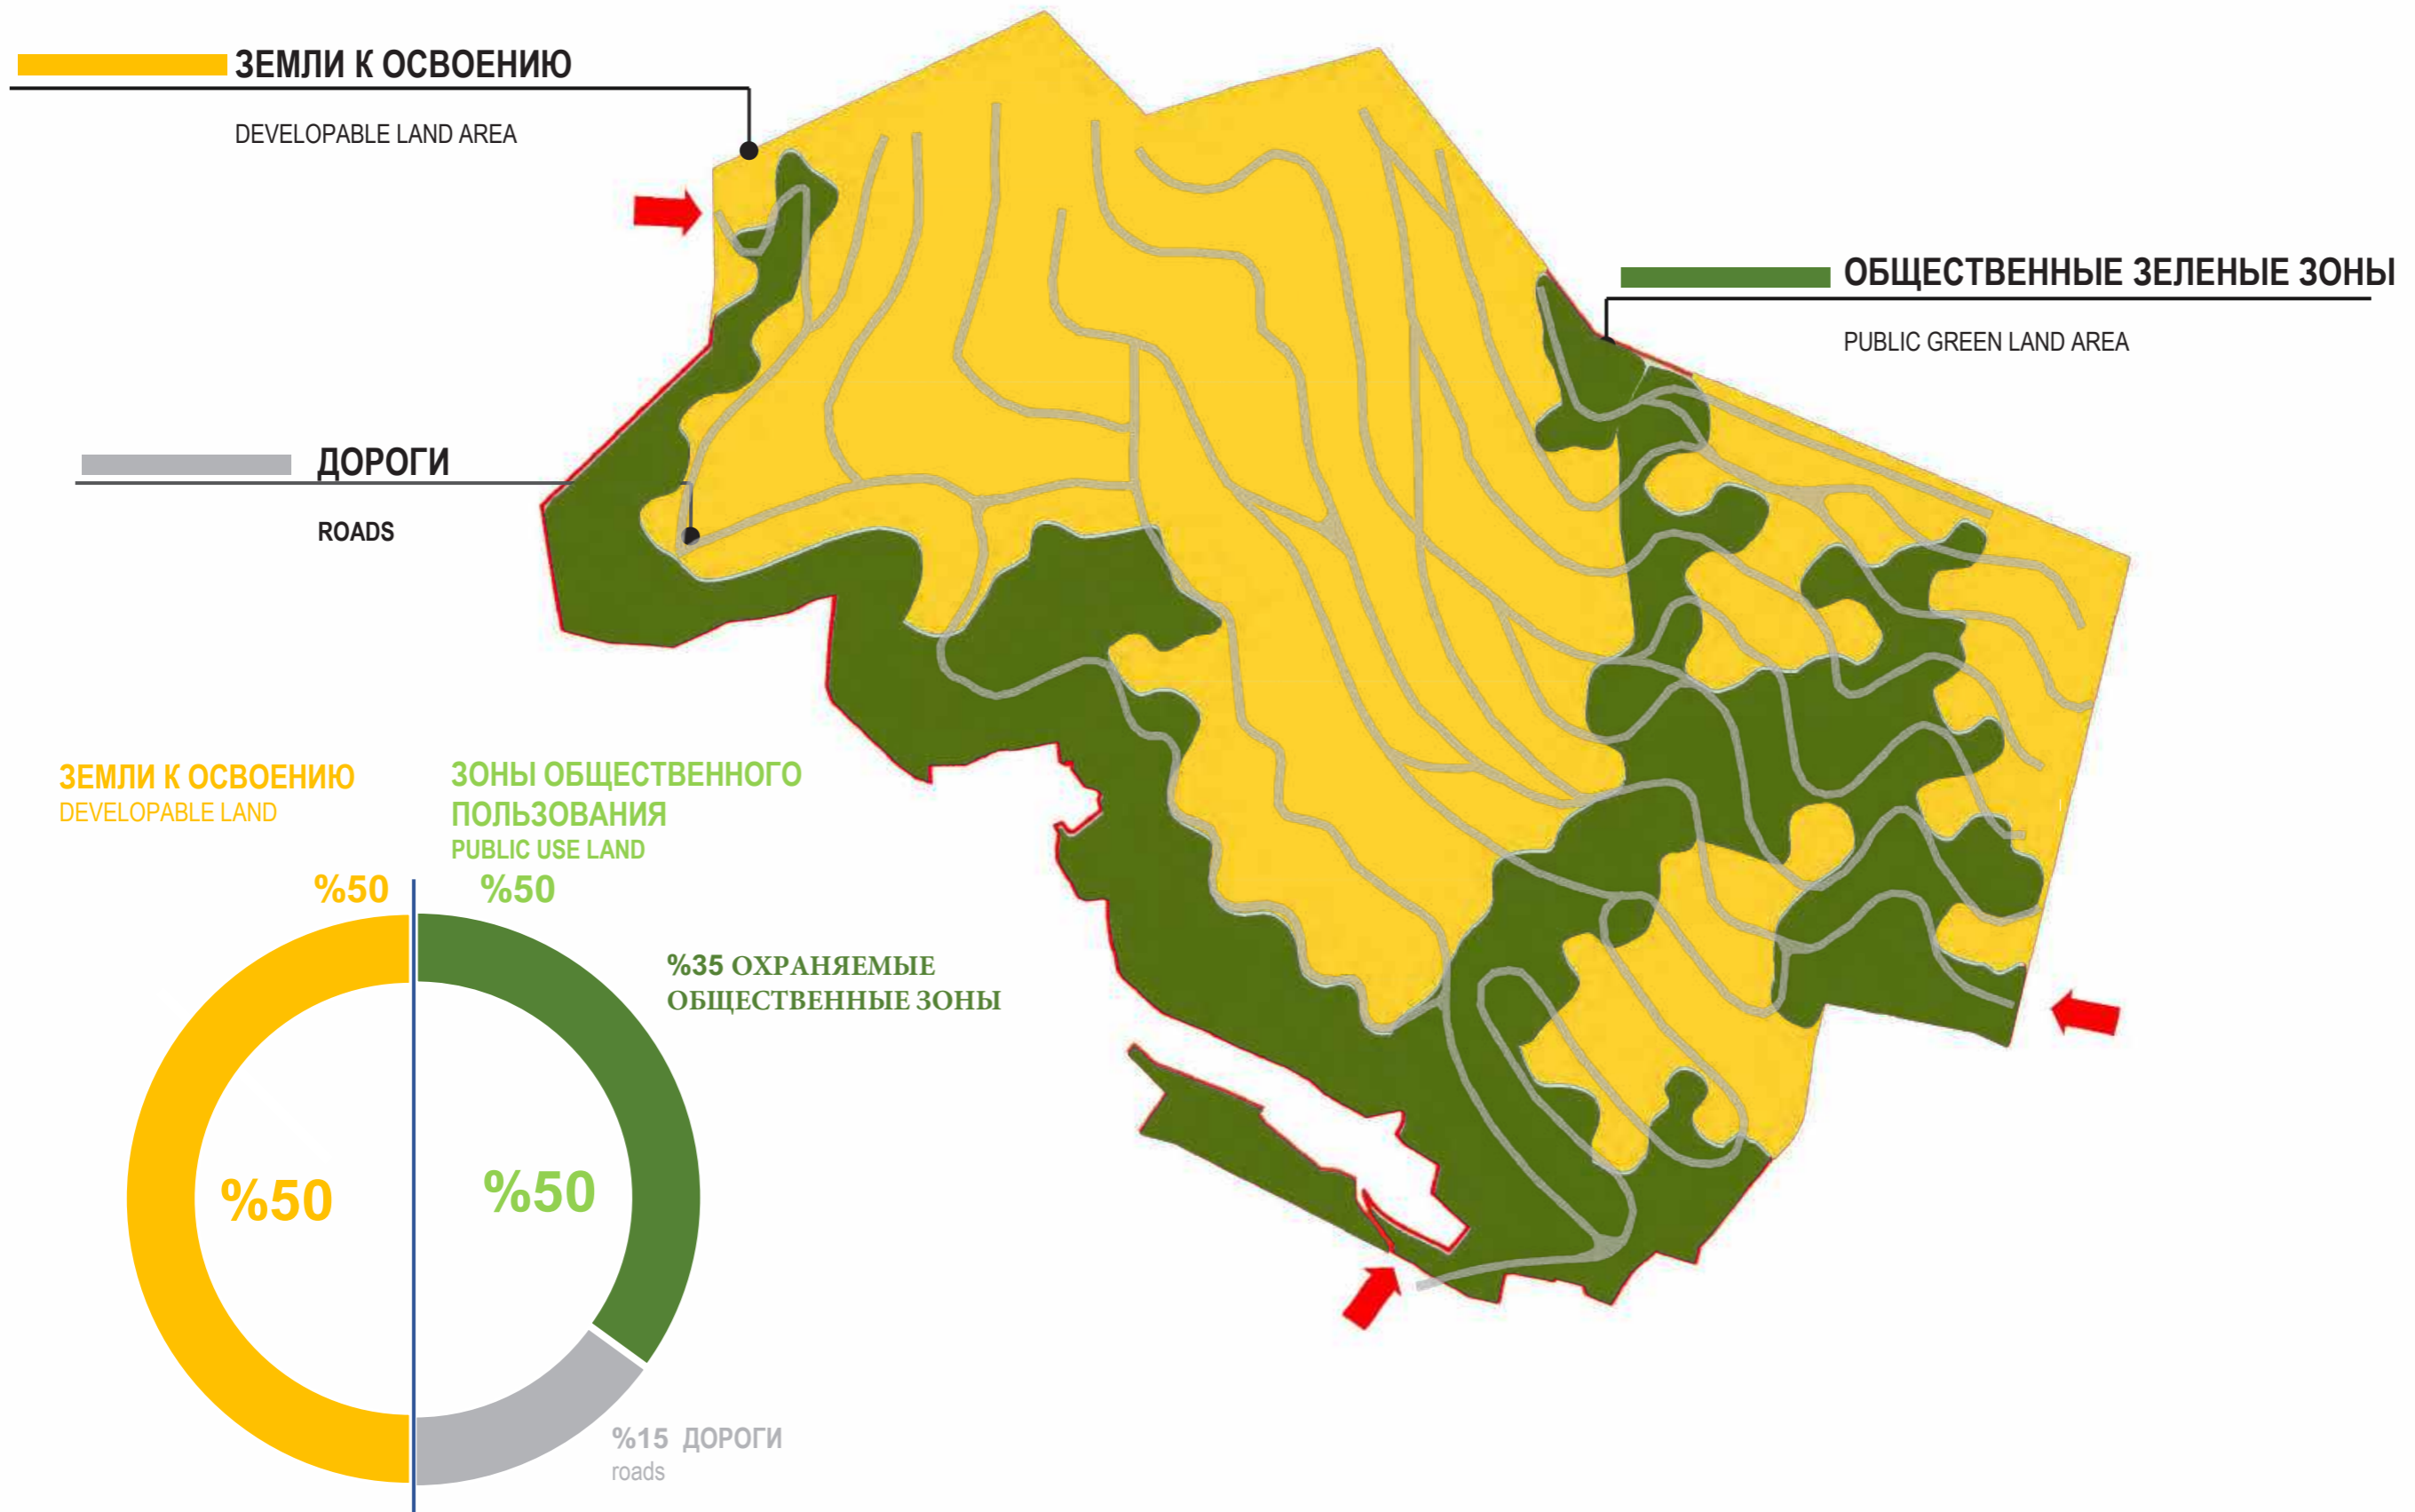 ЗЕМЛИ К ОСВОЕНИЮ
DEVELOPABLE LAND AREA
ОБЩЕСТВЕННЫЕ ЗЕЛЕНЫЕ ЗОНЫ
PUBLIC GREEN LAND AREA
ДОРОГИ
ROADS
ЗЕМЛИ К ОСВОЕНИЮ
DEVELOPABLE LAND
%50
ЗОНЫ ОБЩЕСТВЕННОГО
ПОЛЬЗОВАНИЯ
PUBLIC USE LAND
%50
%35 ОХРАНЯЕМЫЕ
ОБЩЕСТВЕННЫЕ ЗОНЫ
%50
%50
%15 ДОРОГИ
roads